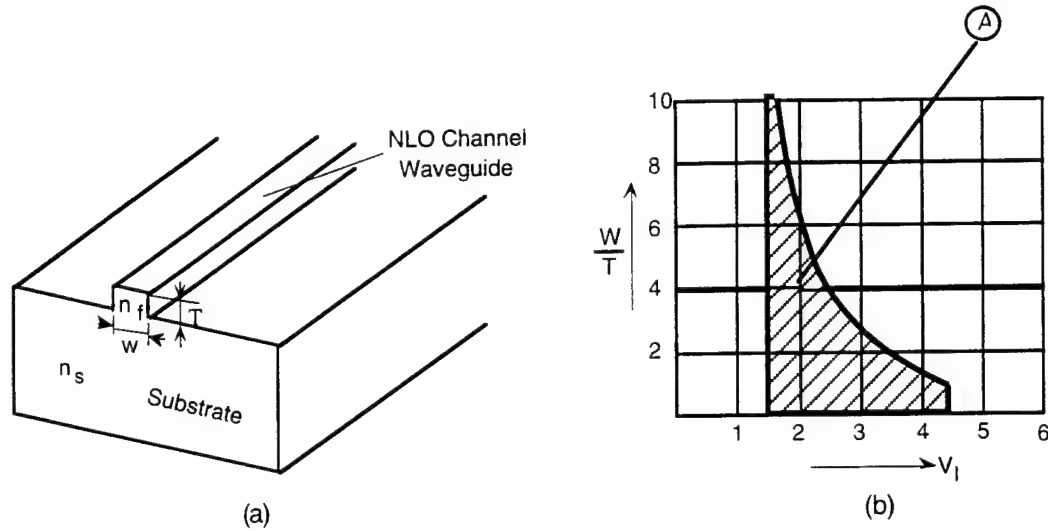 NLO Channel
Waveguide
n f
T
W
n s
Substrate
(a)
A
10
8
6
4
2
W
T
1 2 3 4 5 6
V I
(b)